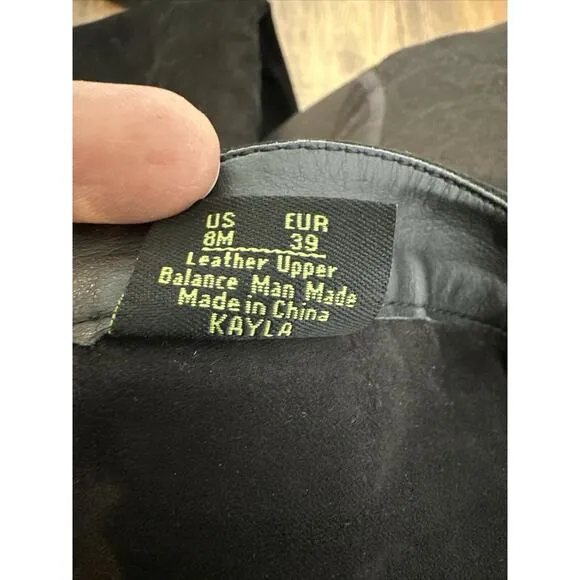 US EUR
8M 39
Leather Upper
Balance Man Made
Made in China
KAYLA